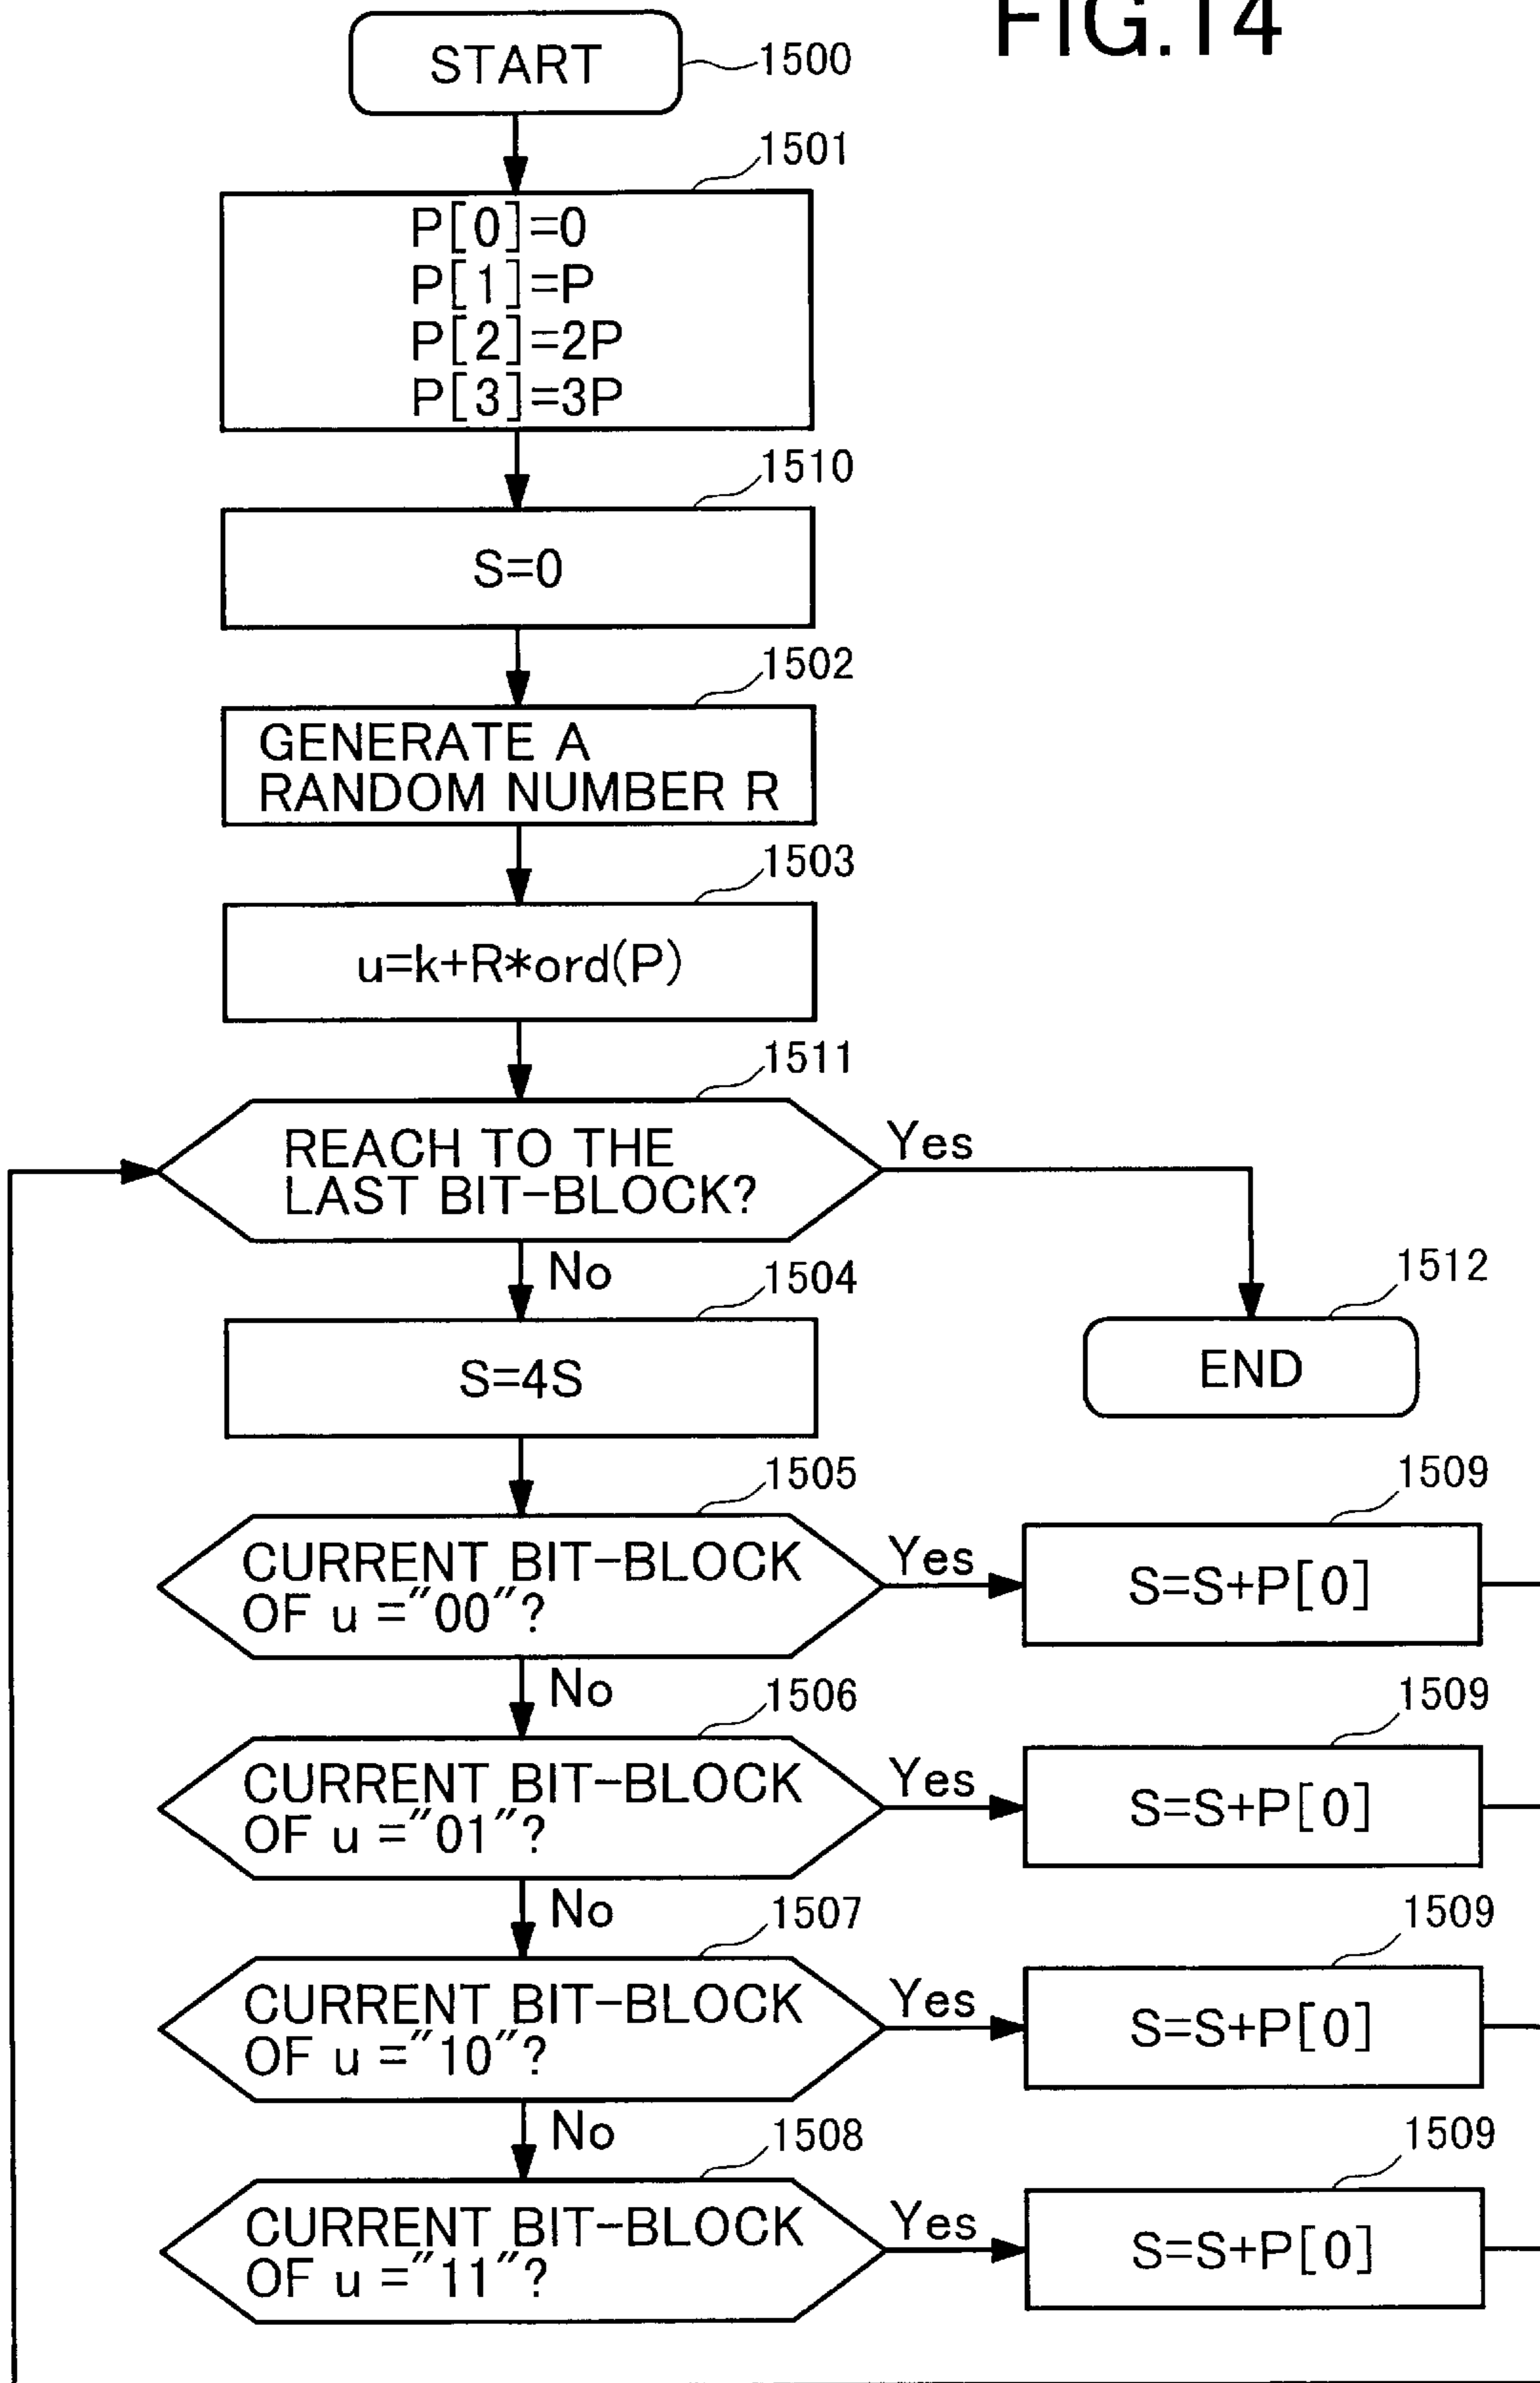 FIG.14
START
1500
1501
P[0]=0
P[1]=P
P[2]=2P
P[3]=3P
1510
S=0
1502
GENERATE A
RANDOM NUMBER R
1503
u=k+R*ord(P)
1511
REACH TO THE
LAST BIT-BLOCK?
Yes
No
1504
1512
S=4S
END
1505
1509
CURRENT BIT-BLOCK
OF u ="00"?
Yes
S=S+P[0]
No
1506
1509
CURRENT BIT-BLOCK
OF u ="01"?
Yes
S=S+P[0]
No
1507
1509
CURRENT BIT-BLOCK
OF u ="10"?
Yes
S=S+P[0]
No
1508
1509
CURRENT BIT-BLOCK
OF u ="11"?
Yes
S=S+P[0]